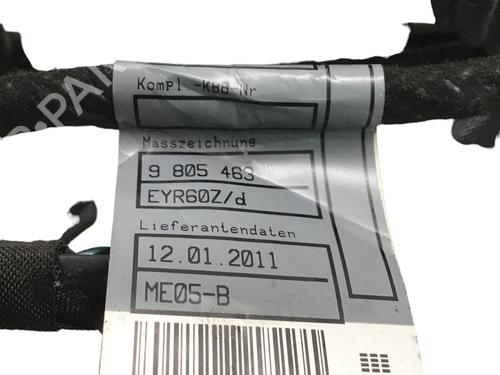 Kompl.-KBB-Nr
Masszeichnung
9 805 463
EYR60Z/d
Lieferantendaten
12.01.2011
ME05-B